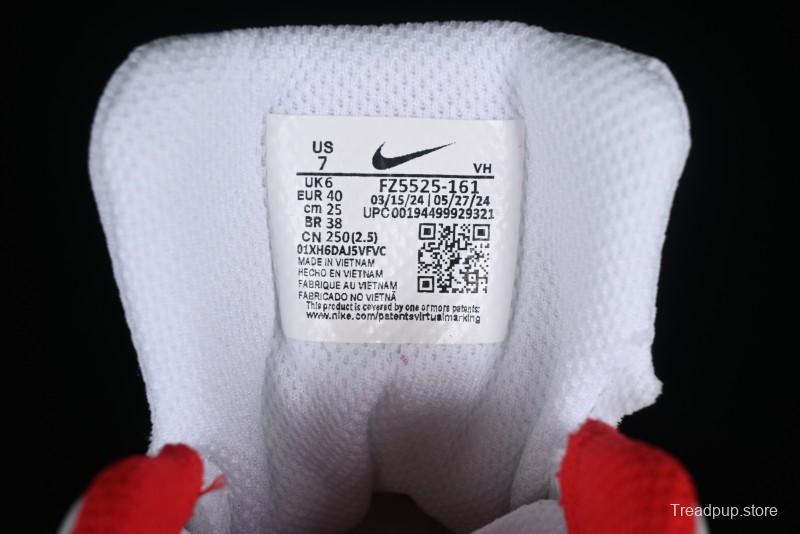 US
7
VH
UK 6
EUR 40
cm 25
BR 38
CN 250(2.5)
FZ5525-161
03/15/24 | 05/27/24
UPC00194499929321
01XH6DAJ5VFVC
MADE IN VIETNAM
HECHO EN VIETNAM
FABRIQUE AU VIETNAM
FABRICADO NO VIETNÃ
This product is covered by one or more patents:
www.nike.com/patentsvirtualmarking
Treadpup.store